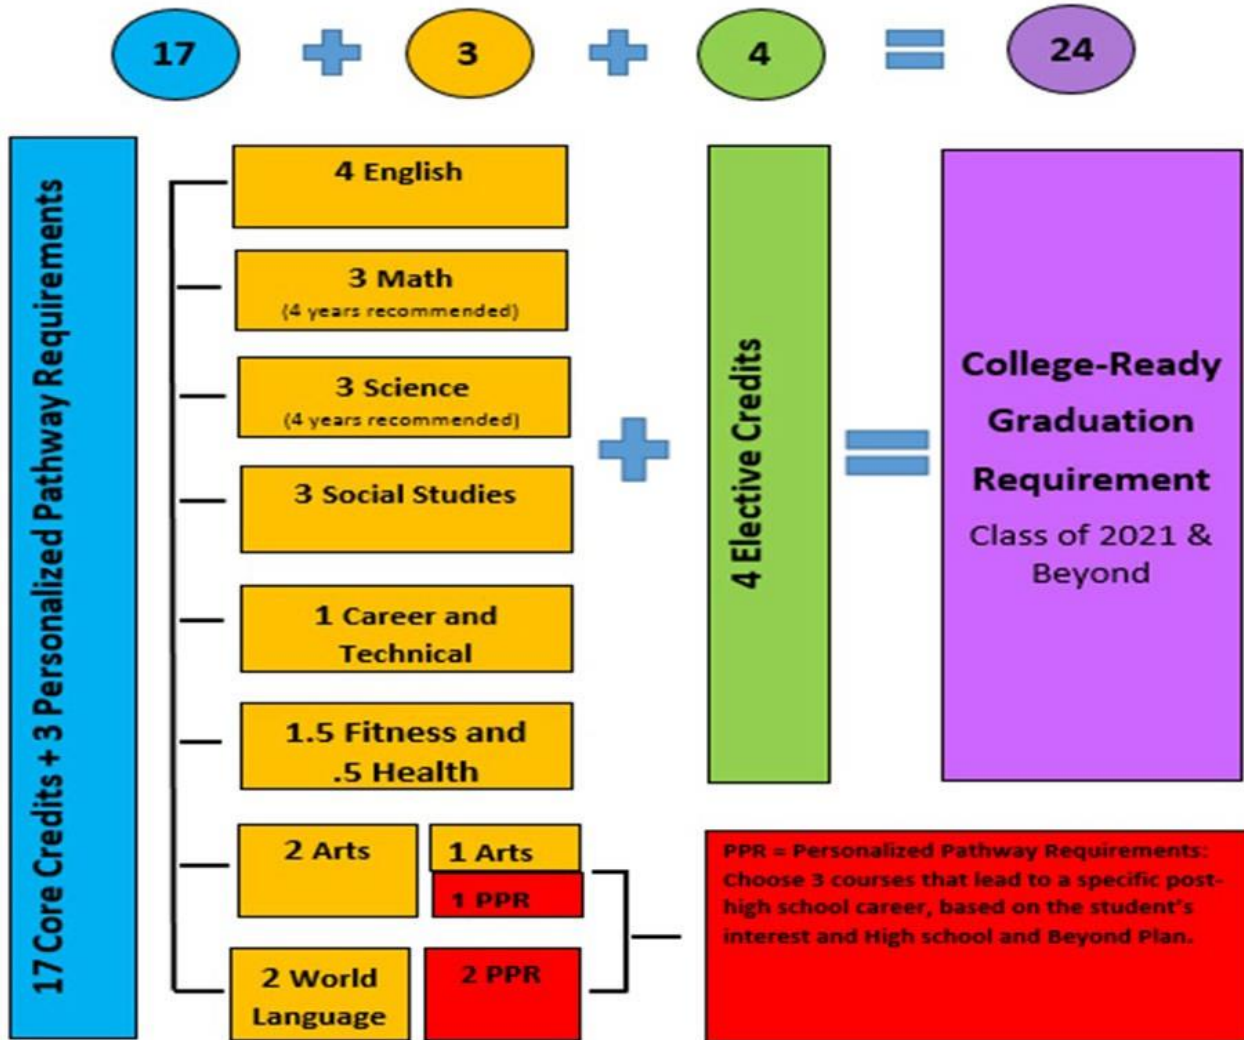 17
3
4
24
17 Core Credits + 3 Personalized Pathway Requirements
4 English
3 Math
(4 years recommended)
3 Science
(4 years recommended)
3 Social Studies
1 Career and
Technical
1.5 Fitness and
.5 Health
2 Arts
1 Arts
1 PPR
2 World
Language
2 PPR
4 Elective Credits
College-Ready
Graduation
Requirement
Class of 2021 &
Beyond
PPR = Personalized Pathway Requirements:
Choose 3 courses that lead to a specific post-
high school career, based on the student's
interest and High school and Beyond Plan.